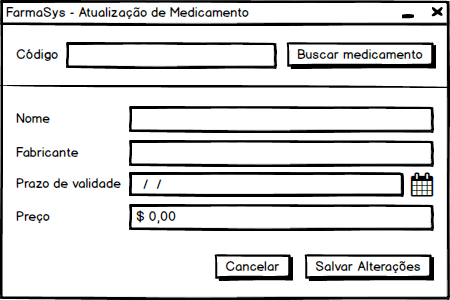 FarmaSys - Atualização de Medicamento
Código
Buscar medicamento
Nome
Fabricante
Prazo de validade / /
Preço $ 0,00
Cancelar Salvar Alterações